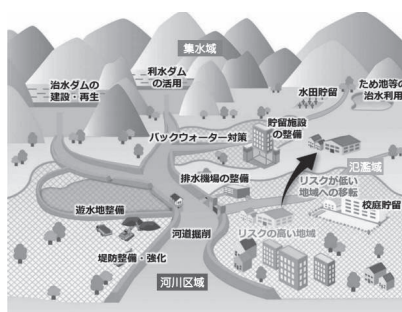 集水域
治水ダムの
建設・再生
利水ダム
の活用
水田貯留
ため池等の
治水利用
バックウォーター対策
貯留施設
の整備
氾濫域
排水機場の整備
リスクが低い
地域への移転
校庭貯留
遊水地整備
河道掘削
リスクの高い地域
堤防整備・強化
河川区域